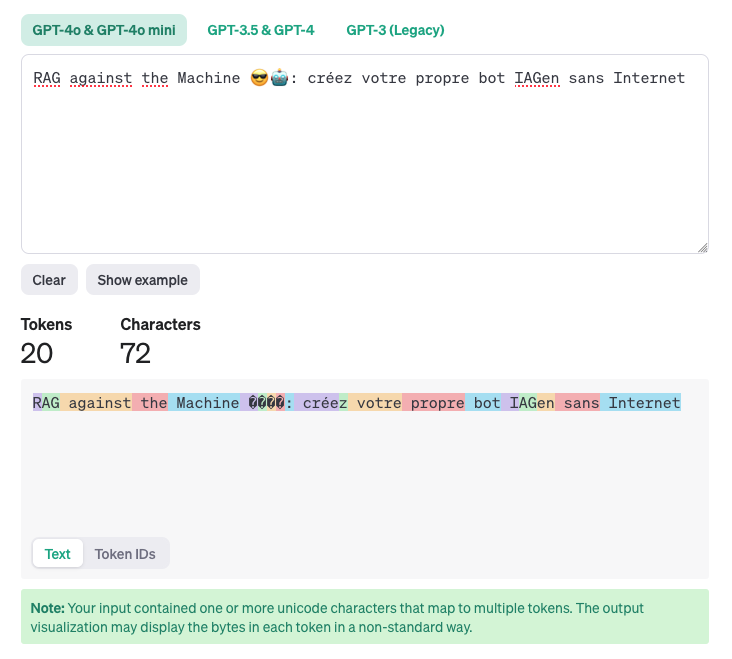 GPT-4o & GPT-4o mini GPT-3.5 & GPT-4 GPT-3 (Legacy)
RAG against the Machine 😎🤖: créez votre propre bot IAGen sans Internet
Clear Show example
Tokens Characters
20 72
RAG against the Machine ����: créez votre propre bot IAGen sans Internet
Text Token IDs
Note: Your input contained one or more unicode characters that map to multiple tokens. The output
visualization may display the bytes in each token in a non-standard way.